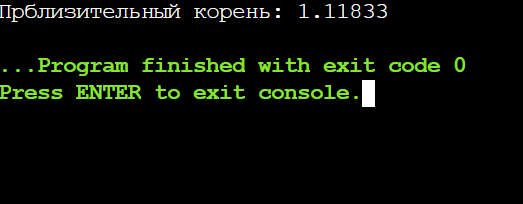 Прблизительный корень: 1.11833
...Program finished with exit code 0
Press ENTER to exit console.